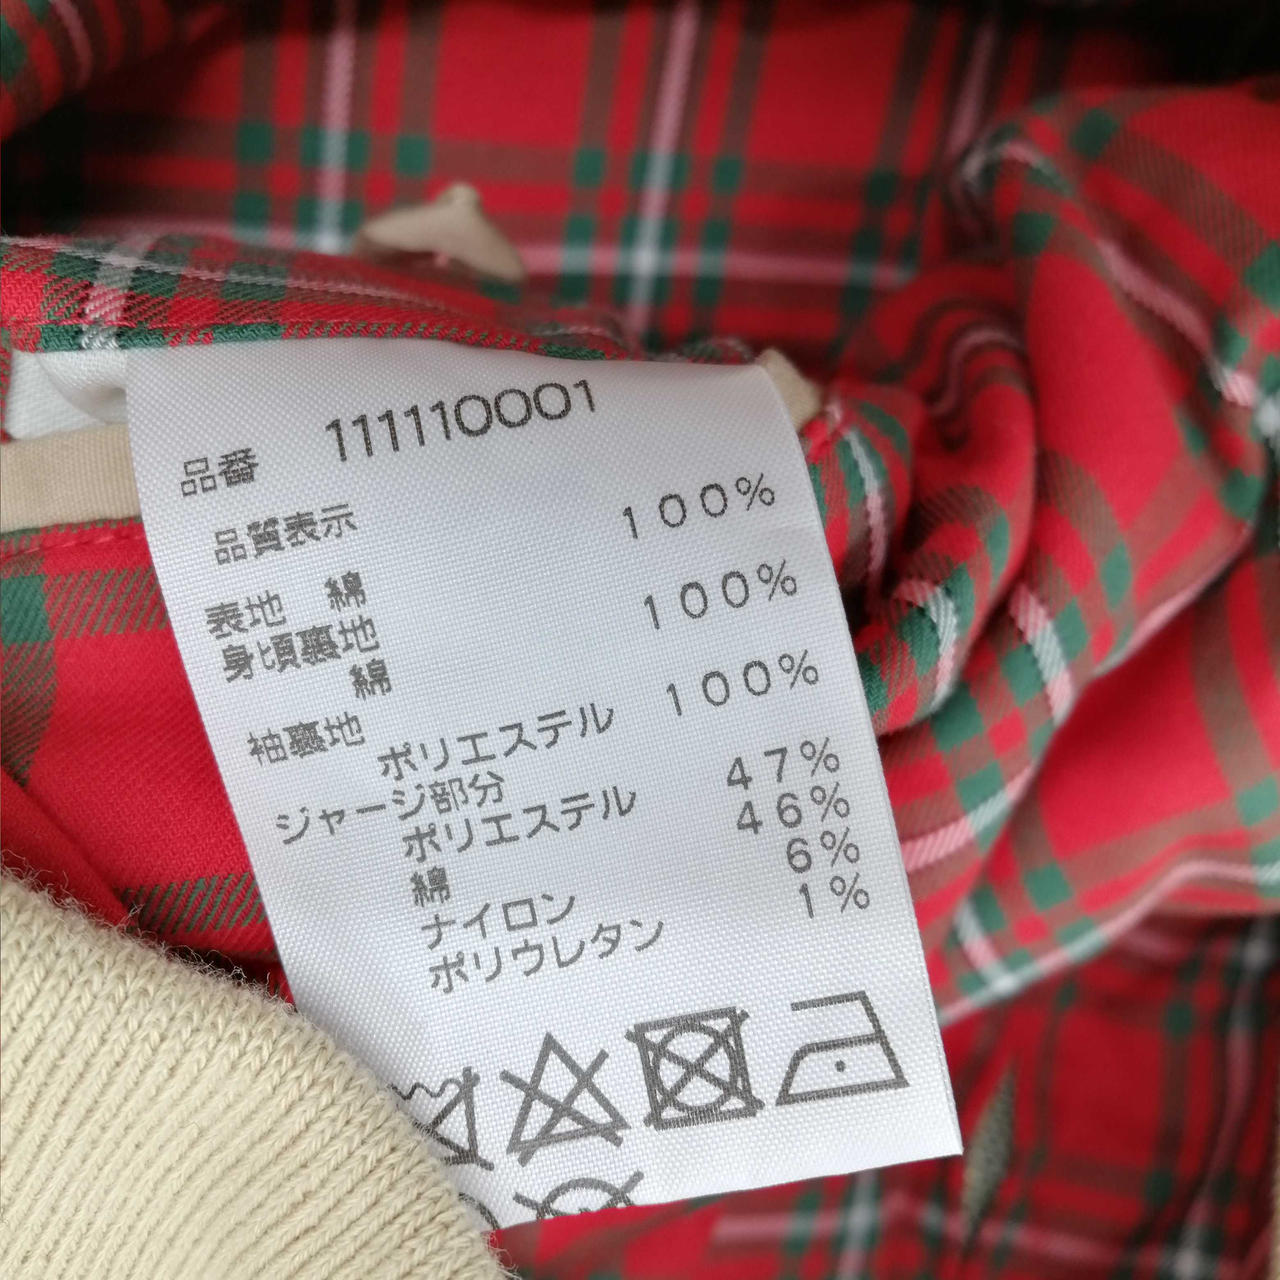 品番 111110001
品質表示
表地 綿 100%
身頃裏地
綿 100%
袖裏地
ポリエステル 100%
ジャージ部分
ポリエステル 47%
綿 46%
ナイロン 6%
ポリウレタン 1%